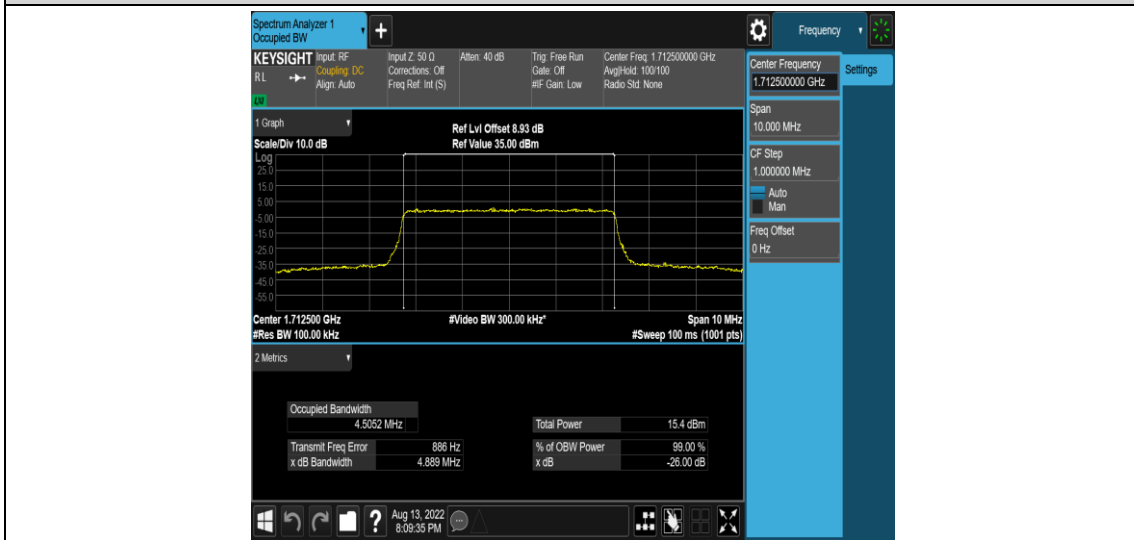 Spectrum Analyzer 1
Occupied BW
+
Frequency
KEYSIGHT
RL
Input: RF
Coupling: DC
Align: Auto
Input Z: 50 Ω
Corrections: Off
Freq Ref: Int (S)
Atten: 40 dB
Trig: Free Run
Gate: Off
#IF Gain: Low
Center Freq: 1.712500000 GHz
Avg|Hold: 100/100
Radio Std: None
Center Frequency
1.712500000 GHz
Settings
Span
10.000 MHz
CF Step
1.000000 MHz
Auto
Man
Freq Offset
0 Hz
1 Graph
Scale/Div 10.0 dB
Ref Lvl Offset 8.93 dB
Ref Value 35.00 dBm
Log
25.0
15.0
5.00
-5.00
-15.0
-25.0
-35.0
-45.0
-55.0
Center 1.712500 GHz
#Video BW 300.00 kHz*
Span 10 MHz
#Res BW 100.00 kHz
#Sweep 100 ms (1001 pts)
2 Metrics
Occupied Bandwidth
4.5052 MHz
Total Power 15.4 dBm
Transmit Freq Error 886 Hz
% of OBW Power 99.00 %
x dB Bandwidth 4.889 MHz
x dB -26.00 dB
?
Aug 13, 2022
8:09:35 PM